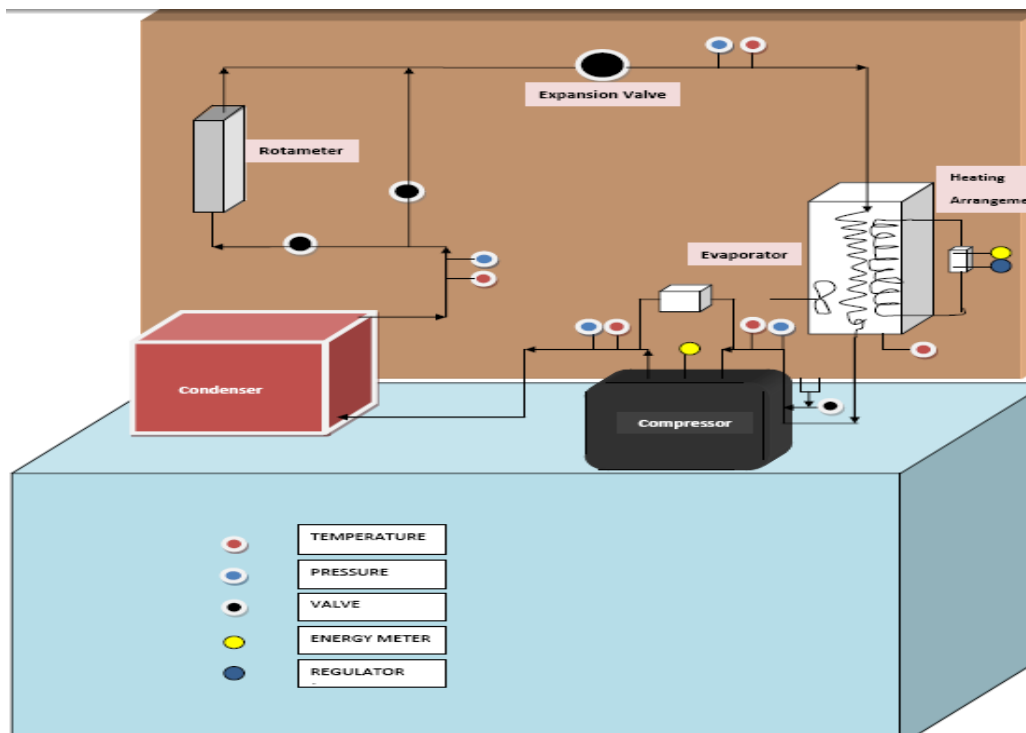 Expansion Valve
Rotameter
Heating
Arrangeme
Evaporator
Condenser
Compressor
TEMPERATURE
PRESSURE
VALVE
ENERGY METER
REGULATOR